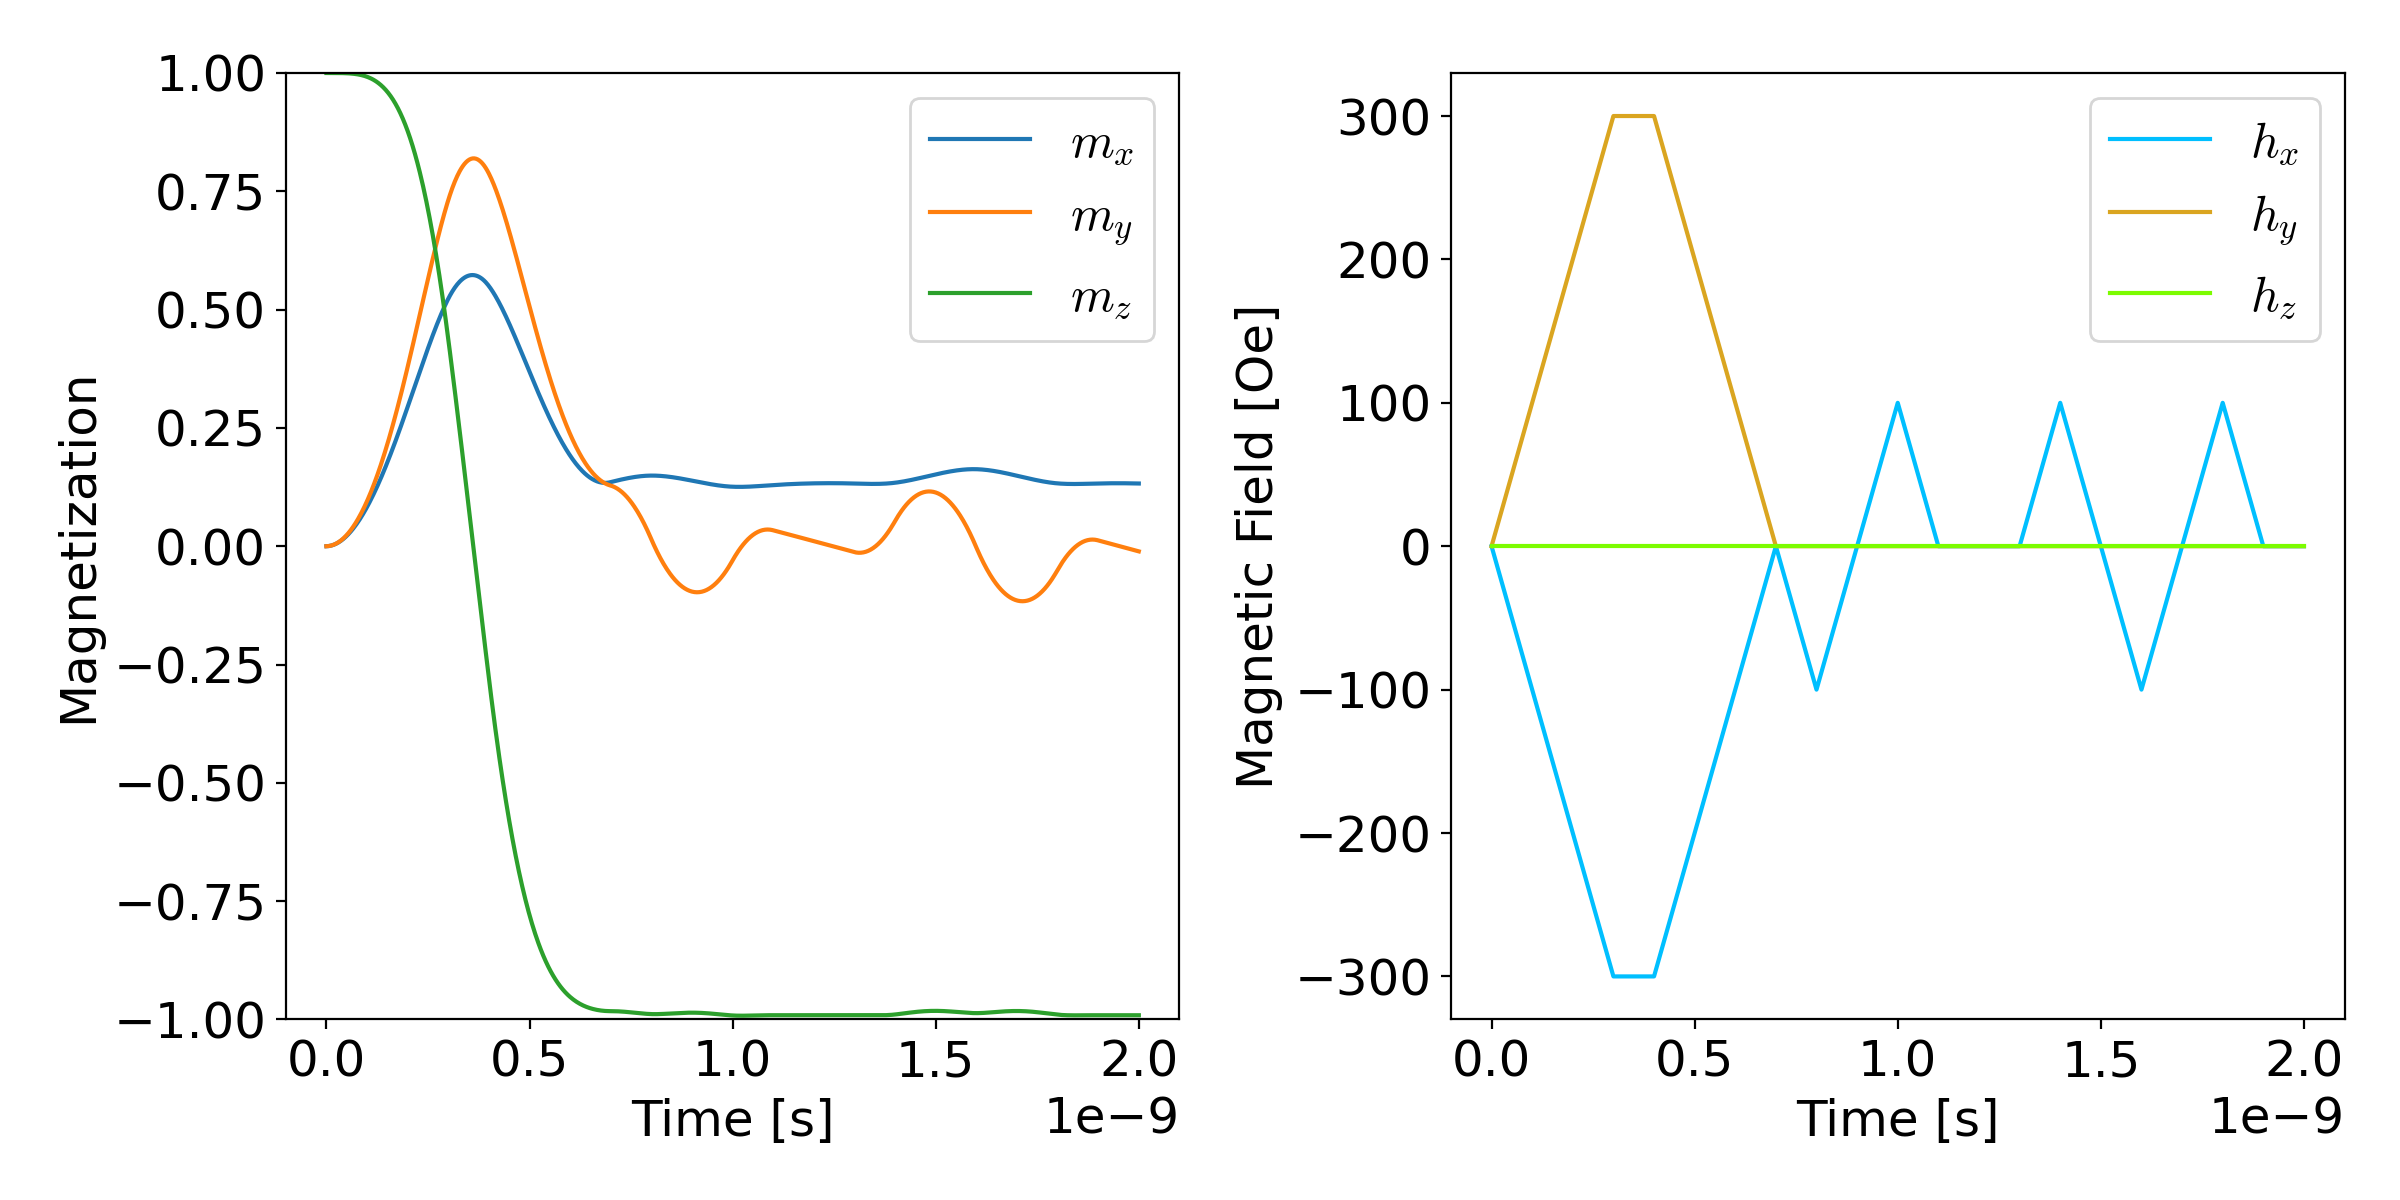 1.00
0.75
0.50
0.25
0.00
−0.25
−0.50
−0.75
−1.00
Magnetization
0.0 0.5 1.0 1.5 2.0
Time [s]
1e−9
m_x
m_y
m_z
300
200
100
0
−100
−200
−300
Magnetic Field [Oe]
0.0 0.5 1.0 1.5 2.0
Time [s]
1e−9
h_x
h_y
h_z